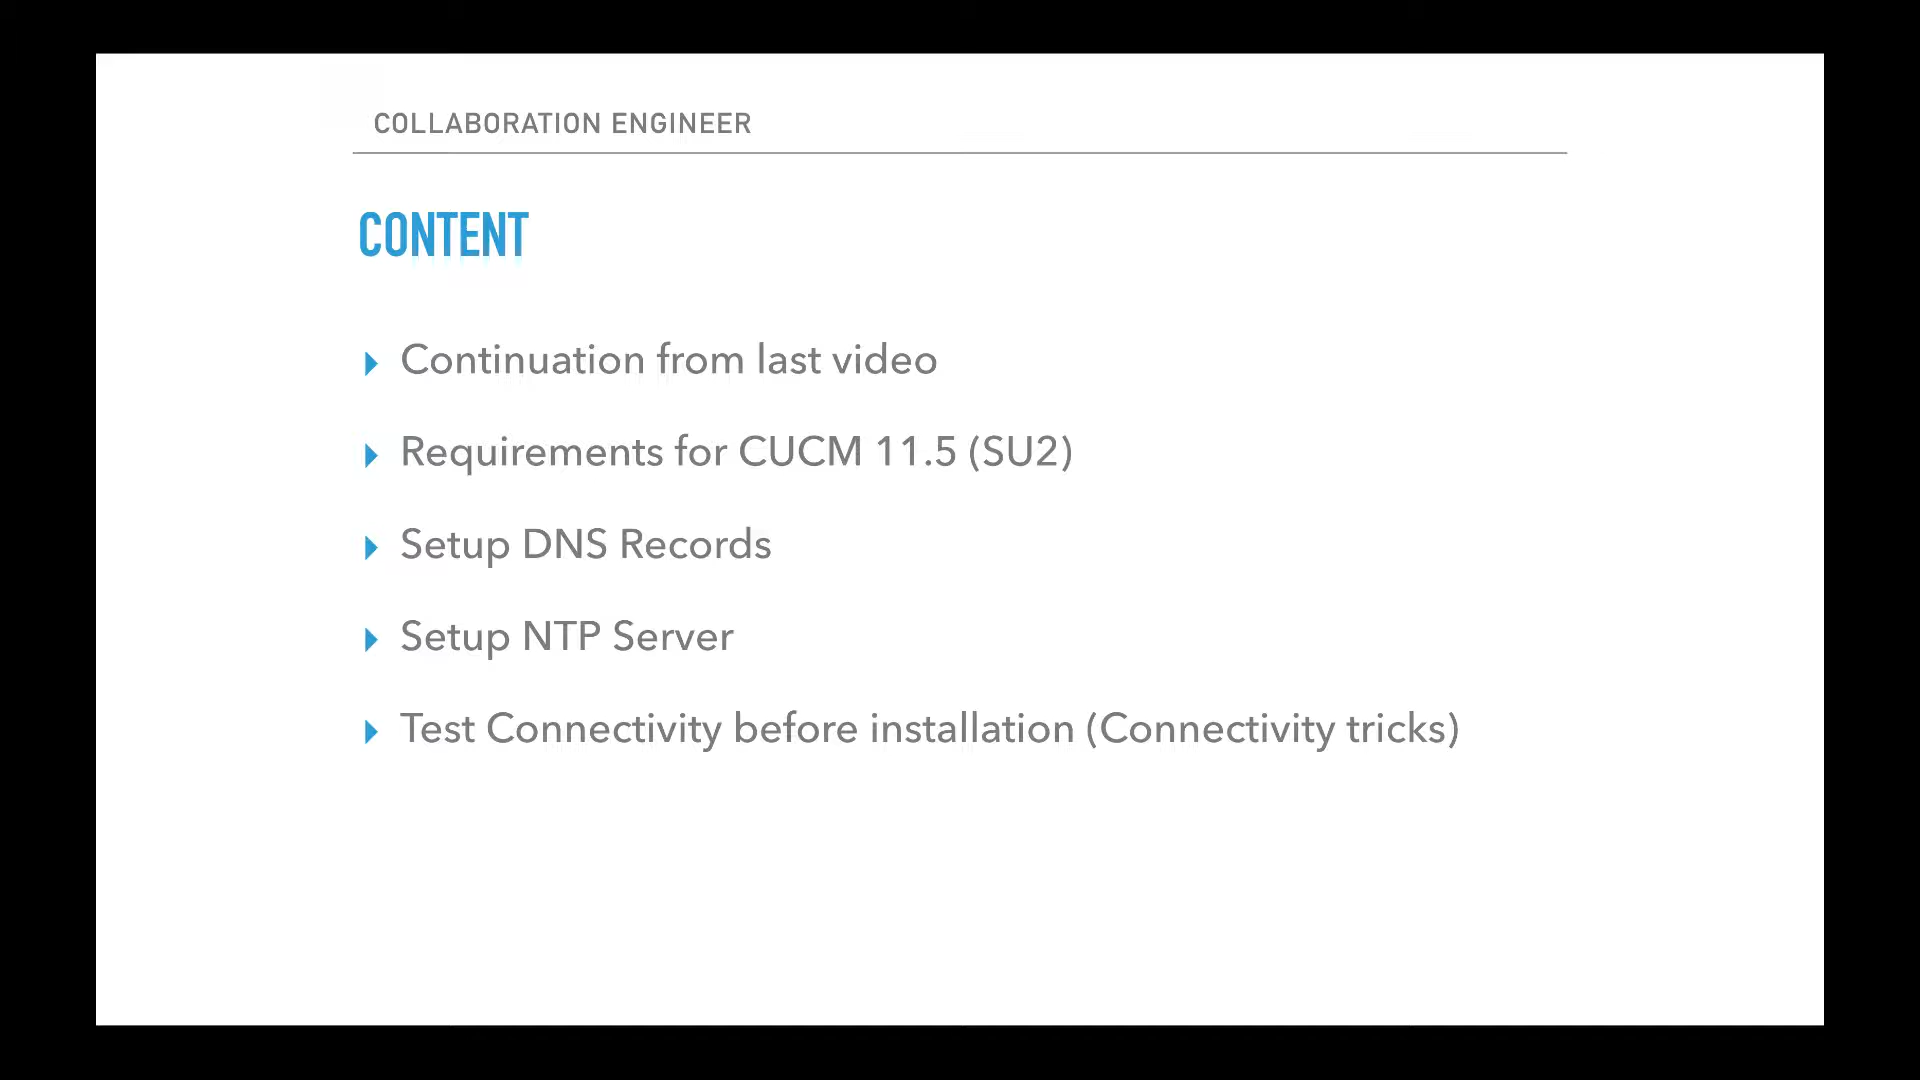 COLLABORATION ENGINEER
CONTENT
Continuation from last video
Requirements for CUCM 11.5 (SU2)
Setup DNS Records
Setup NTP Server
Test Connectivity before installation (Connectivity tricks)